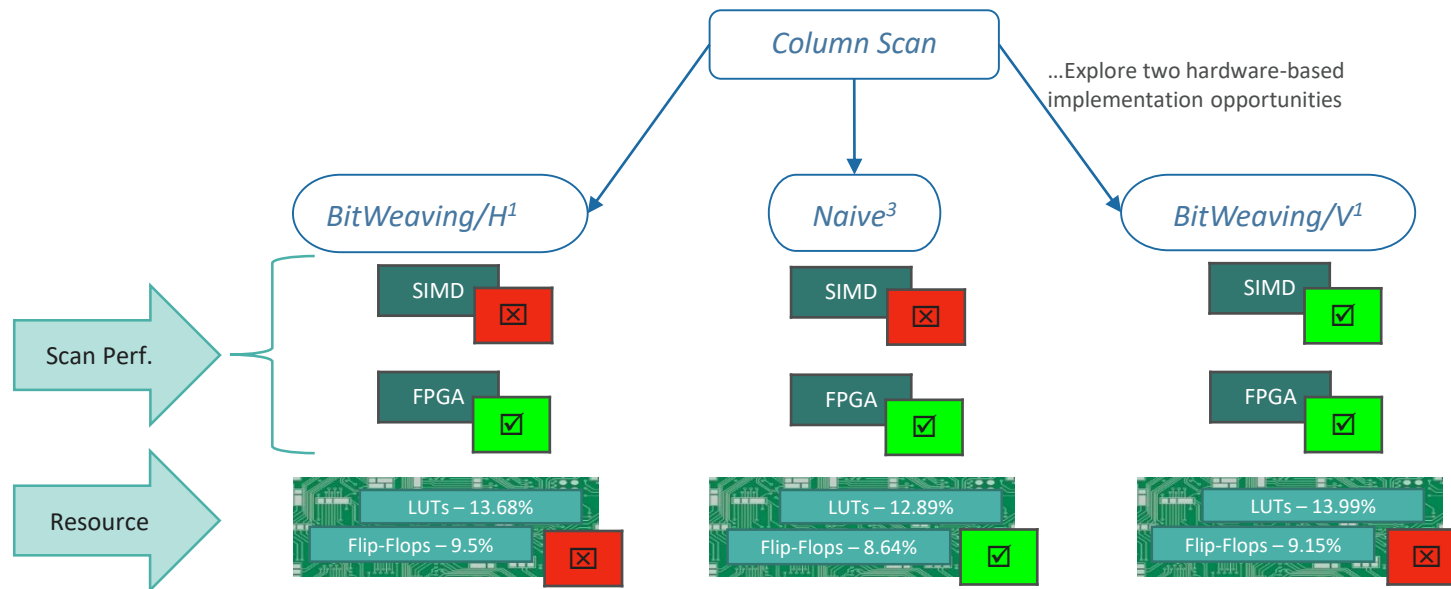 Column Scan
...Explore two hardware-based
implementation opportunities
BitWeaving/H¹
Naive³
BitWeaving/V¹
Scan Perf.
SIMD
SIMD
SIMD
FPGA
FPGA
FPGA
Resource
LUTs – 13.68%
Flip-Flops – 9.5%
LUTs – 12.89%
Flip-Flops – 8.64%
LUTs – 13.99%
Flip-Flops – 9.15%